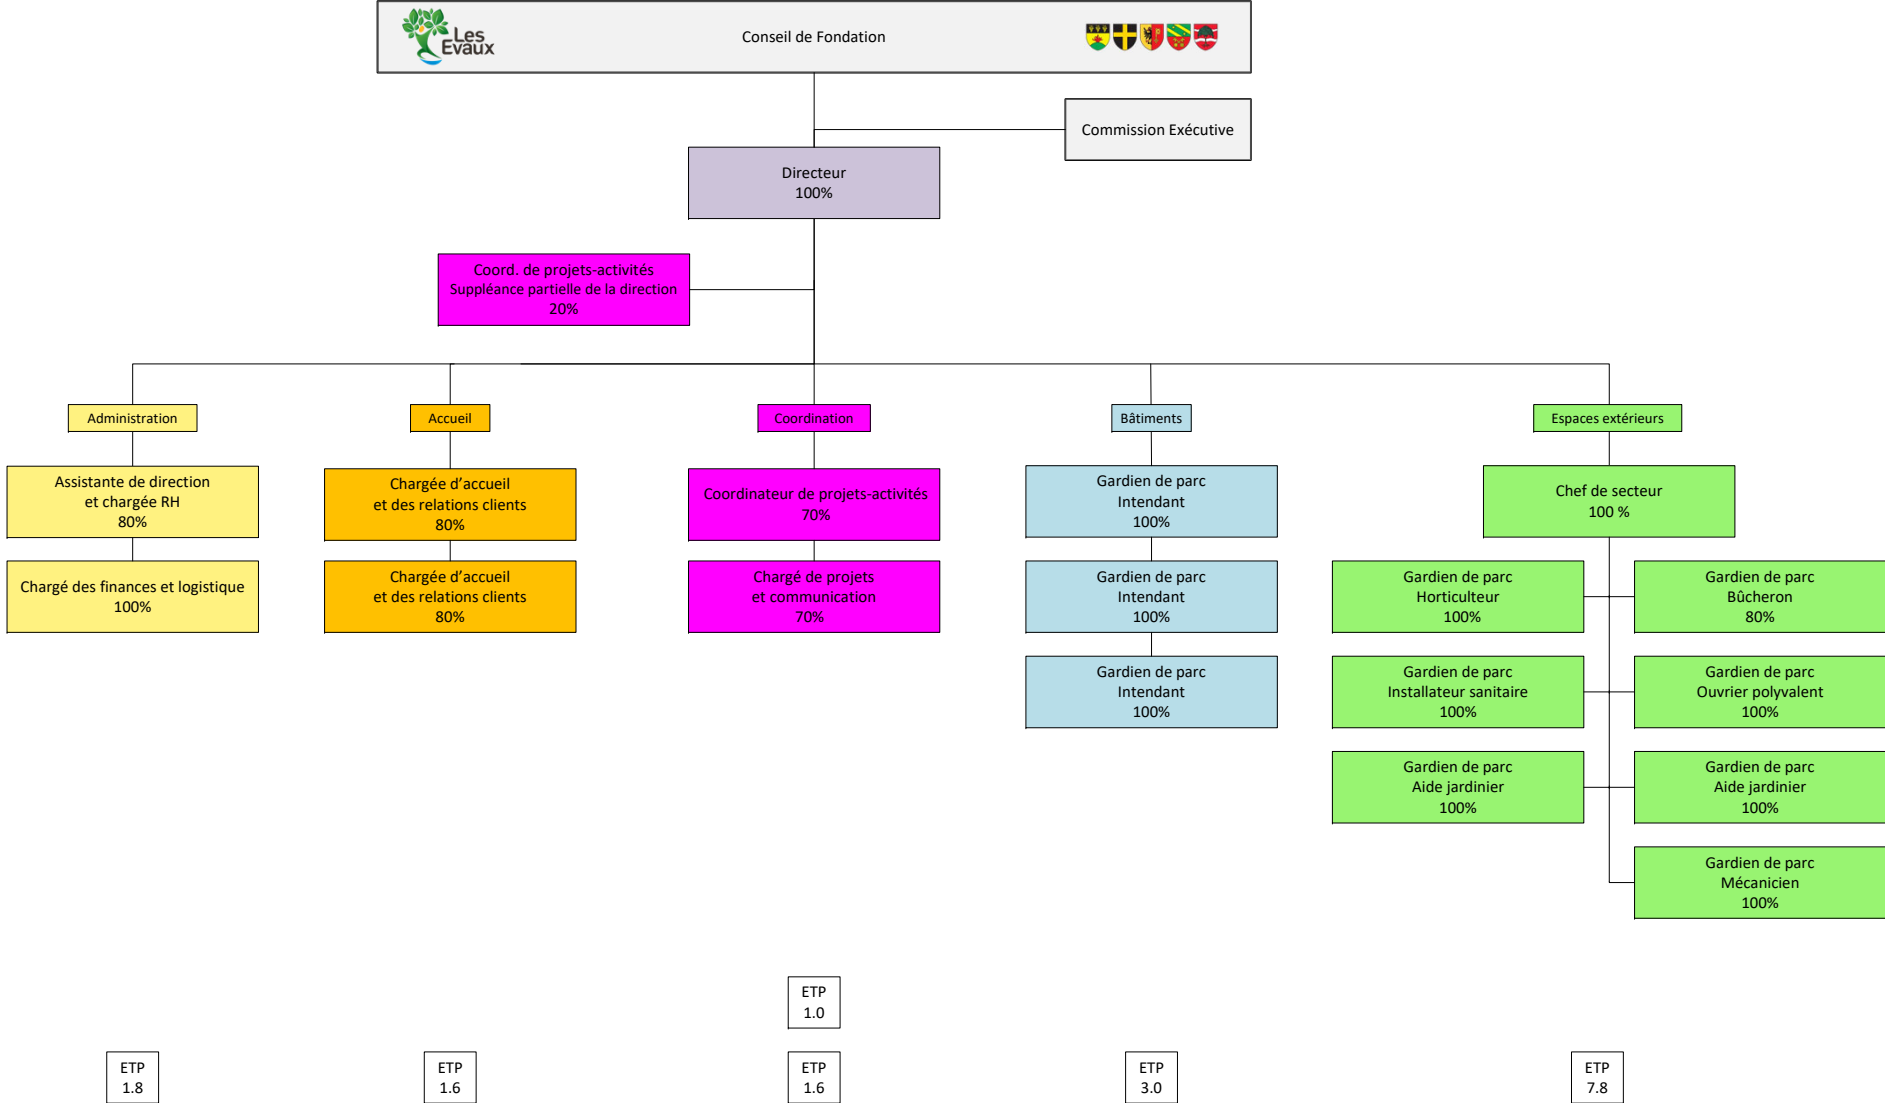 Les
Evaux
Conseil de Fondation
Commission Exécutive
Directeur
100%
Coord. de projets-activités
Suppléance partielle de la direction
20%
Administration
Accueil
Coordination
Bâtiments
Espaces extérieurs
Assistante de direction
et chargée RH
80%
Chargée d’accueil
et des relations clients
80%
Coordinateur de projets-activités
70%
Gardien de parc
Intendant
100%
Chef de secteur
100 %
Chargé des finances et logistique
100%
Chargée d’accueil
et des relations clients
80%
Chargé de projets
et communication
70%
Gardien de parc
Intendant
100%
Gardien de parc
Horticulteur
100%
Gardien de parc
Bûcheron
80%
Gardien de parc
Intendant
100%
Gardien de parc
Installateur sanitaire
100%
Gardien de parc
Ouvrier polyvalent
100%
Gardien de parc
Aide jardinier
100%
Gardien de parc
Aide jardinier
100%
Gardien de parc
Mécanicien
100%
ETP
1.0
ETP
1.8
ETP
1.6
ETP
1.6
ETP
3.0
ETP
7.8